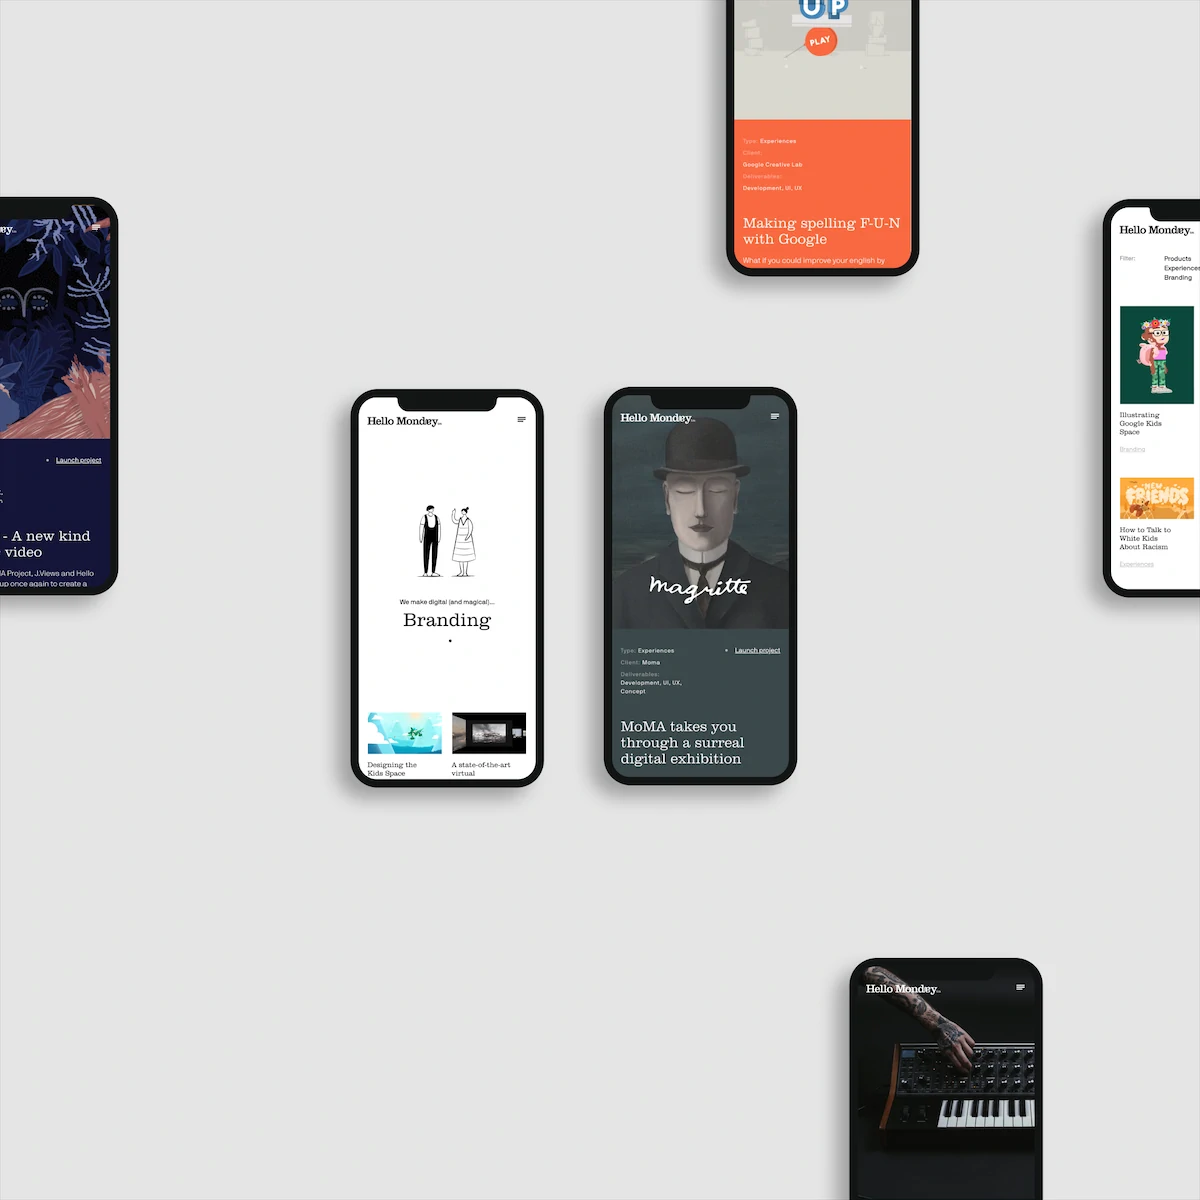 UP
PLAY
Type: Experiences
Client:
Google Creative Lab
Deliverables:
Development, UI, UX
Making spelling F-U-N
with Google
What if you could improve your english by
Launch project
- A new kind
video
A Project, J.Views and Hello
up once again to create a
Hello Monday
We make digital (and magical)...
Branding
Designing the
Kids Space
A state-of-the-art
virtual
Hello Monday
magritte
Type: Experiences
Launch project
Client: Moma
Deliverables:
Development, UI, UX,
Concept
MoMA takes you
through a surreal
digital exhibition
Hello Monday
Filter:
Products
Experiences
Branding
Illustrating
Google Kids
Space
Branding
NEW
FRIENDS
How to Talk to
White Kids
About Racism
Experiences
Hello Monday